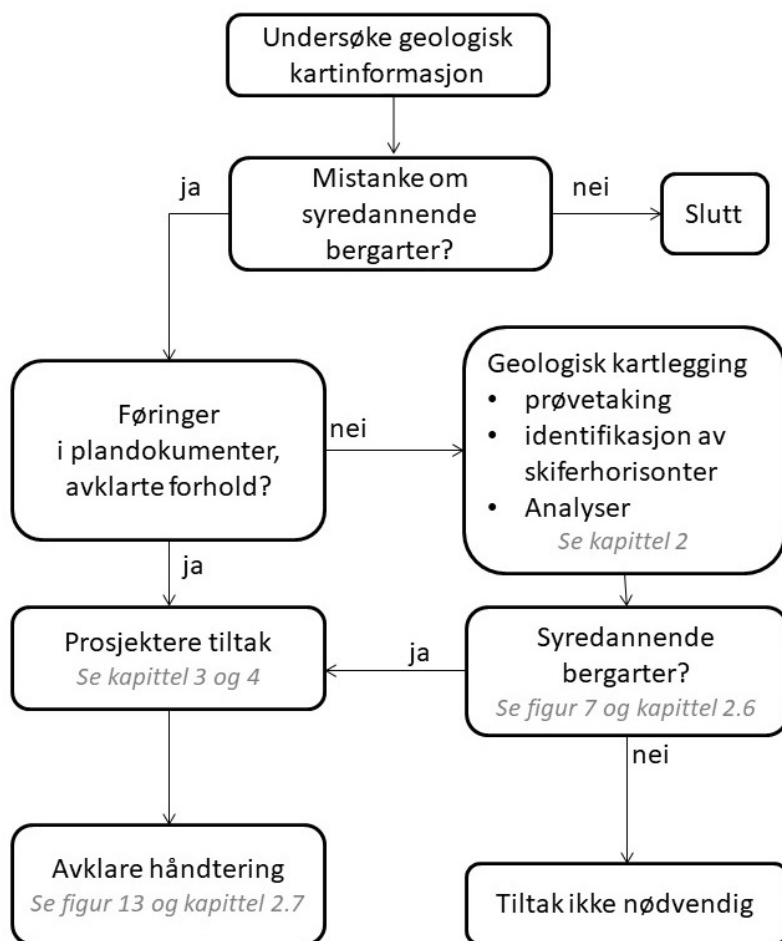 Undersøke geologisk
kartinformasjon
ja
Mistanke om
syredannende
bergarter?
nei
Slutt
Føringer
i plandokumenter,
avklarte forhold?
nei
Geologisk kartlegging
• prøvetaking
• identifikasjon av
skiferhorisonter
• Analyser
Se kapittel 2
ja
Prosjektere tiltak
Se kapittel 3 og 4
ja
Syredannende
bergarter?
Se figur 7 og kapittel 2.6
nei
Avklare håndtering
Se figur 13 og kapittel 2.7
Tiltak ikke nødvendig